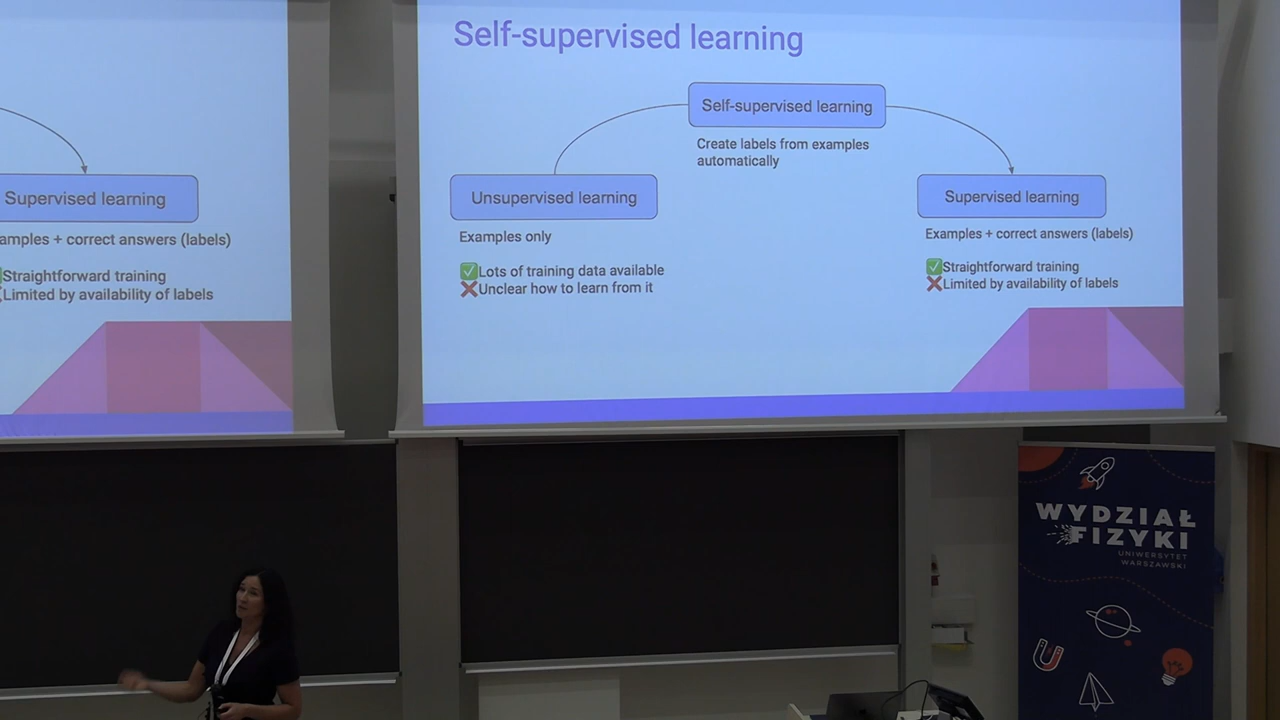 Supervised learning
amples + correct answers (labels)
Straightforward training
Limited by availability of labels
Self-supervised learning
Self-supervised learning
Create labels from examples
automatically
Unsupervised learning
Examples only
Lots of training data available
Unclear how to learn from it
Supervised learning
Examples + correct answers (labels)
Straightforward training
Limited by availability of labels
WYDZIAŁ
FIZYKI
UNIWERSYTET
WARSZAWSKI